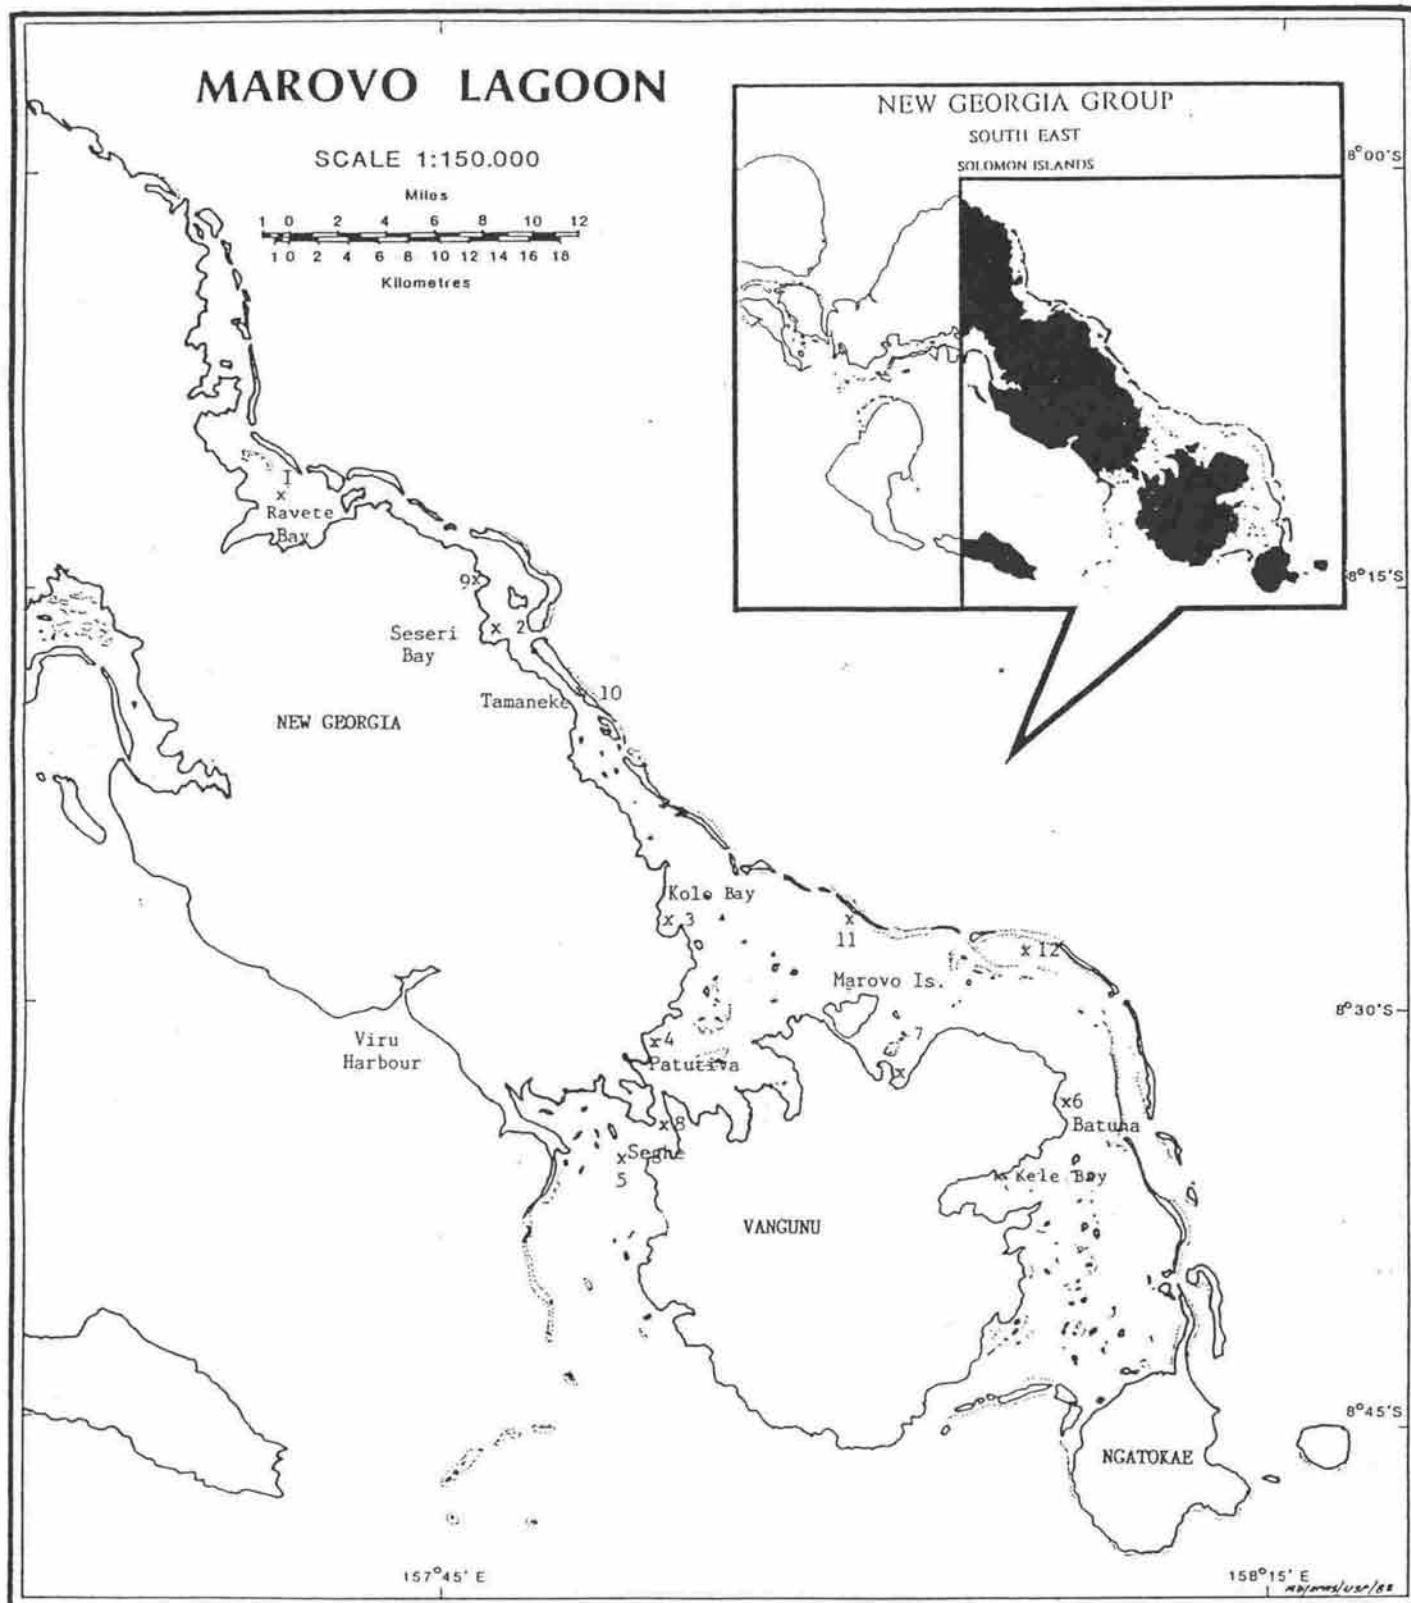 MAROVO LAGOON
SCALE 1:150.000
Miles
1 0 2 4 6 8 10 12
1 0 2 4 6 8 10 12 14 16 18
Kilometres
NEW GEORGIA GROUP
SOUTH EAST
SOLOMON ISLANDS
8°00'S
1
x
Ravete
Bay
8°15'S
9x
x 2
Seseri
Bay
x 10
Tamaneke
NEW GEORGIA
Kolo Bay
x 3
x
11
x 12
Marovo Is.
8°30'S
7
x
Viru
Harbour
x4
Patutiva
x6
Batuna
x8
Seghe
x
5
x Kele Bay
VANGUNU
8°45'S
NGATOKAE
157°45' E
158°15' E